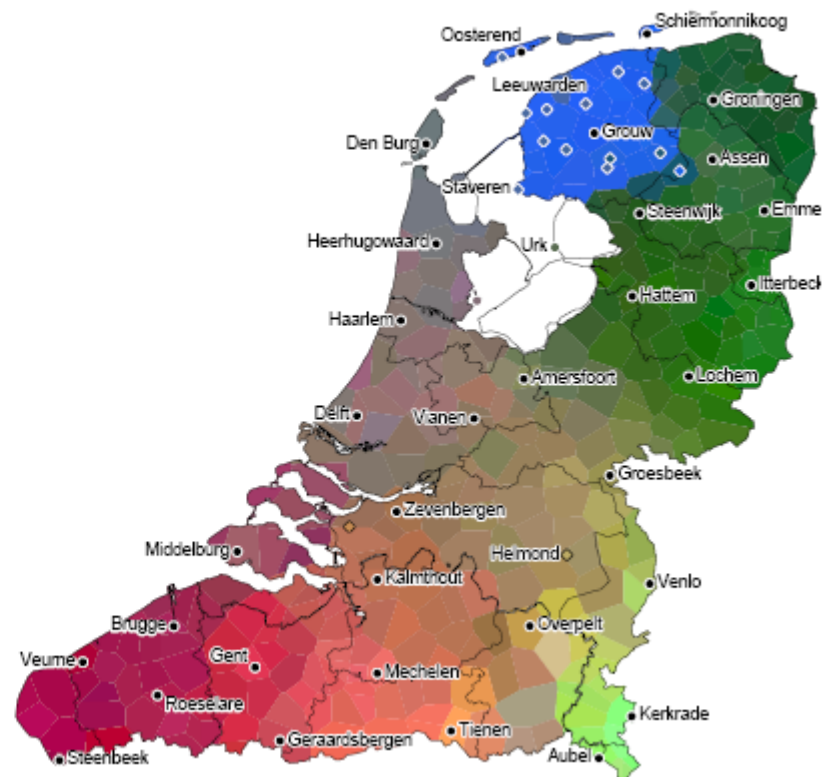 Schiermonnikoog
Oosterend
Leeuwarden
Groningen
Grouw
Den Burg
Assen
Staveren
Steenwijk
Emme
Heerhugowaard
Urk
Itterbeck
Hattem
Haarlem
Amersfoort
Lochem
Delft
Vianen
Groesbeek
Zevenbergen
Middelburg
Helmond
Kalmthout
Venlo
Brugge
Overpelt
Veurne
Gent
Mechelen
Roeselare
Kerkrade
Tienen
Geraardsbergen
Steenbeek
Aubel